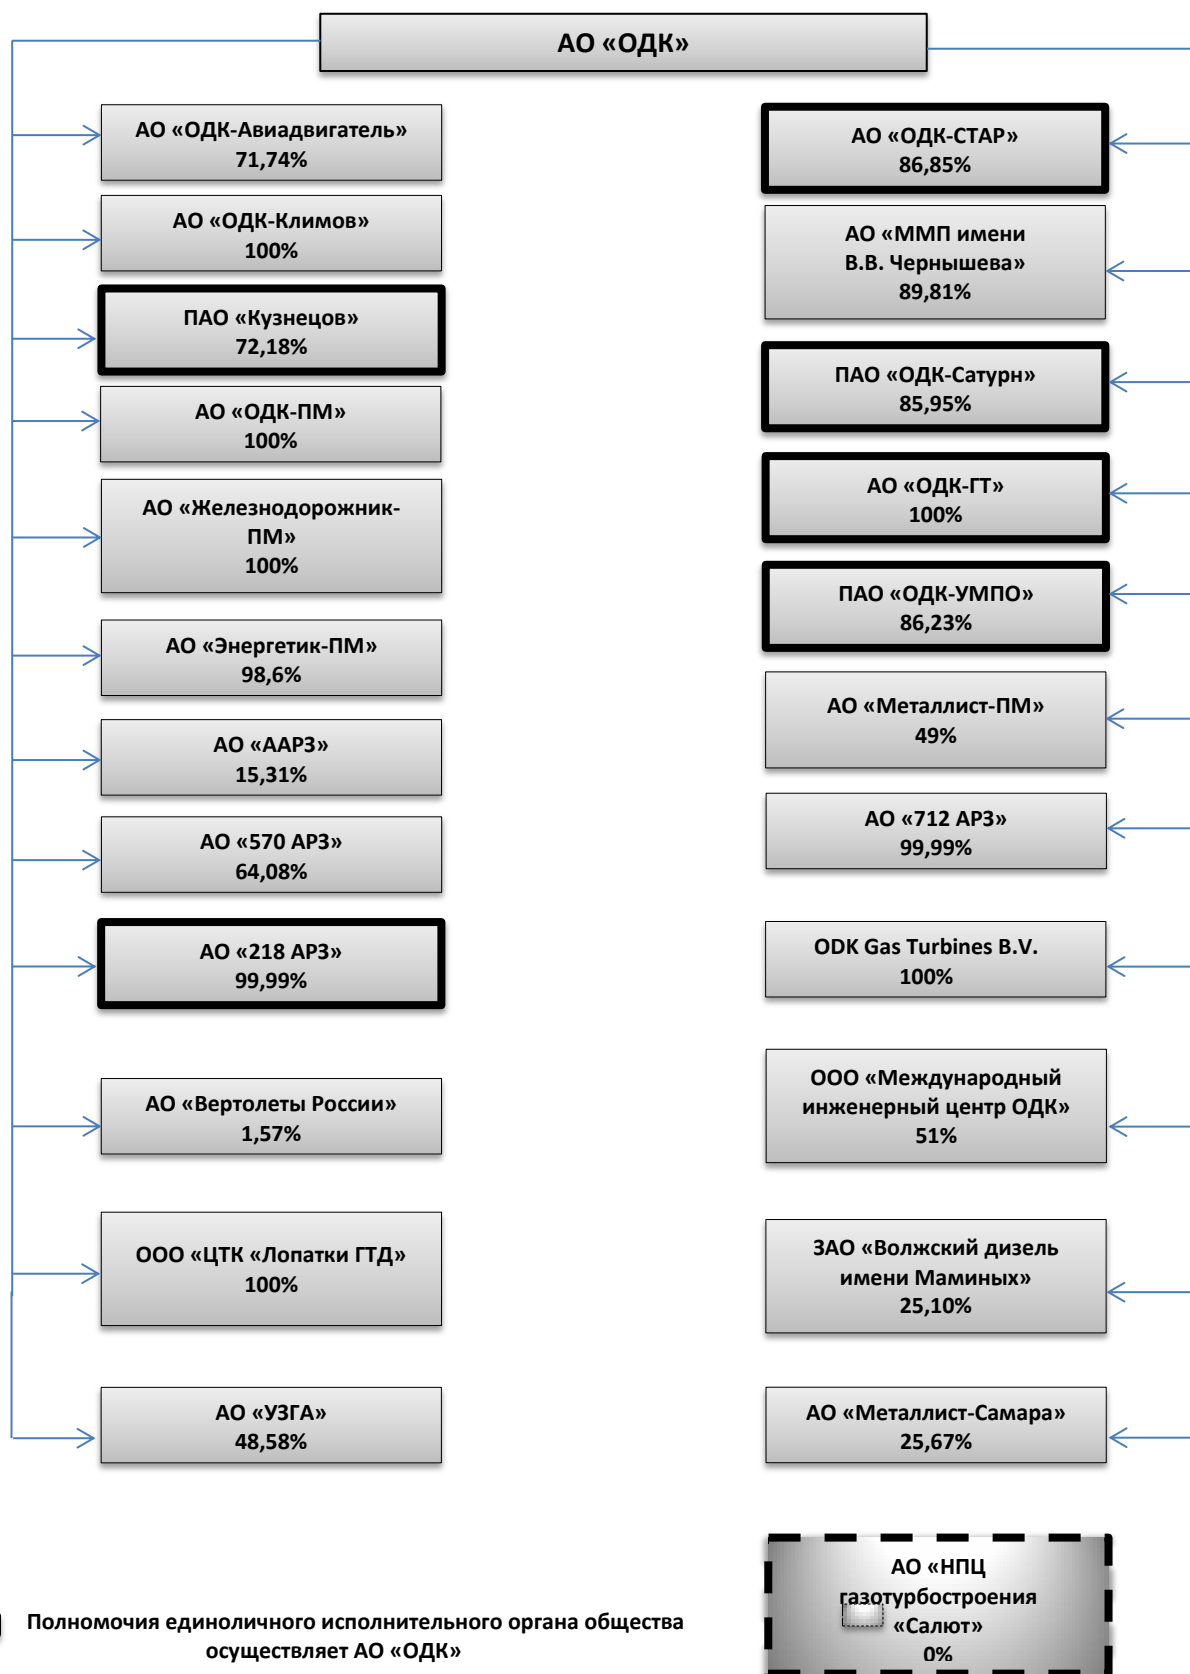 АО «ОДК»
АО «ОДК-Авиадвигатель»
71,74%
АО «ОДК-Климов»
100%
ПАО «Кузнецов»
72,18%
АО «ОДК-ПМ»
100%
АО «Железнодорожник-
ПМ»
100%
АО «Энергетик-ПМ»
98,6%
АО «ААРЗ»
15,31%
АО «570 АРЗ»
64,08%
АО «218 АРЗ»
99,99%
АО «Вертолеты России»
1,57%
ООО «ЦТК «Лопатки ГТД»
100%
АО «УЗГА»
48,58%
АО «ОДК-СТАР»
86,85%
АО «ММП имени
В.В. Чернышева»
89,81%
ПАО «ОДК-Сатурн»
85,95%
АО «ОДК-ГТ»
100%
ПАО «ОДК-УМПО»
86,23%
АО «Металлист-ПМ»
49%
АО «712 АРЗ»
99,99%
ODK Gas Turbines B.V.
100%
ООО «Международный
инженерный центр ОДК»
51%
ЗАО «Волжский дизель
имени Маминых»
25,10%
АО «Металлист-Самара»
25,67%
АО «НПЦ
газотурбостроения
«Салют»
0%
Полномочия единоличного исполнительного органа общества
осуществляет АО «ОДК»